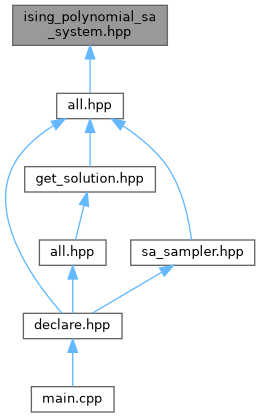 ising_polynomial_sa
_system.hpp
all.hpp
get_solution.hpp
all.hpp
sa_sampler.hpp
declare.hpp
main.cpp